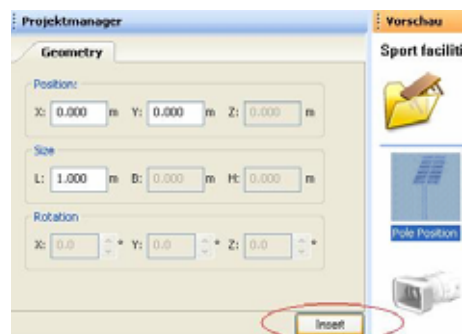 Projektmanager
Vorschau
Geometry
Sport faciliti
Position:
X: 0.000 m Y: 0.000 m Z: 0.000 m
Size
L: 1.000 m B: 0.000 m H: 0.000 m
Rotation
X: 0.0 ° Y: 0.0 ° Z: 0.0 °
Pole Position
Insert